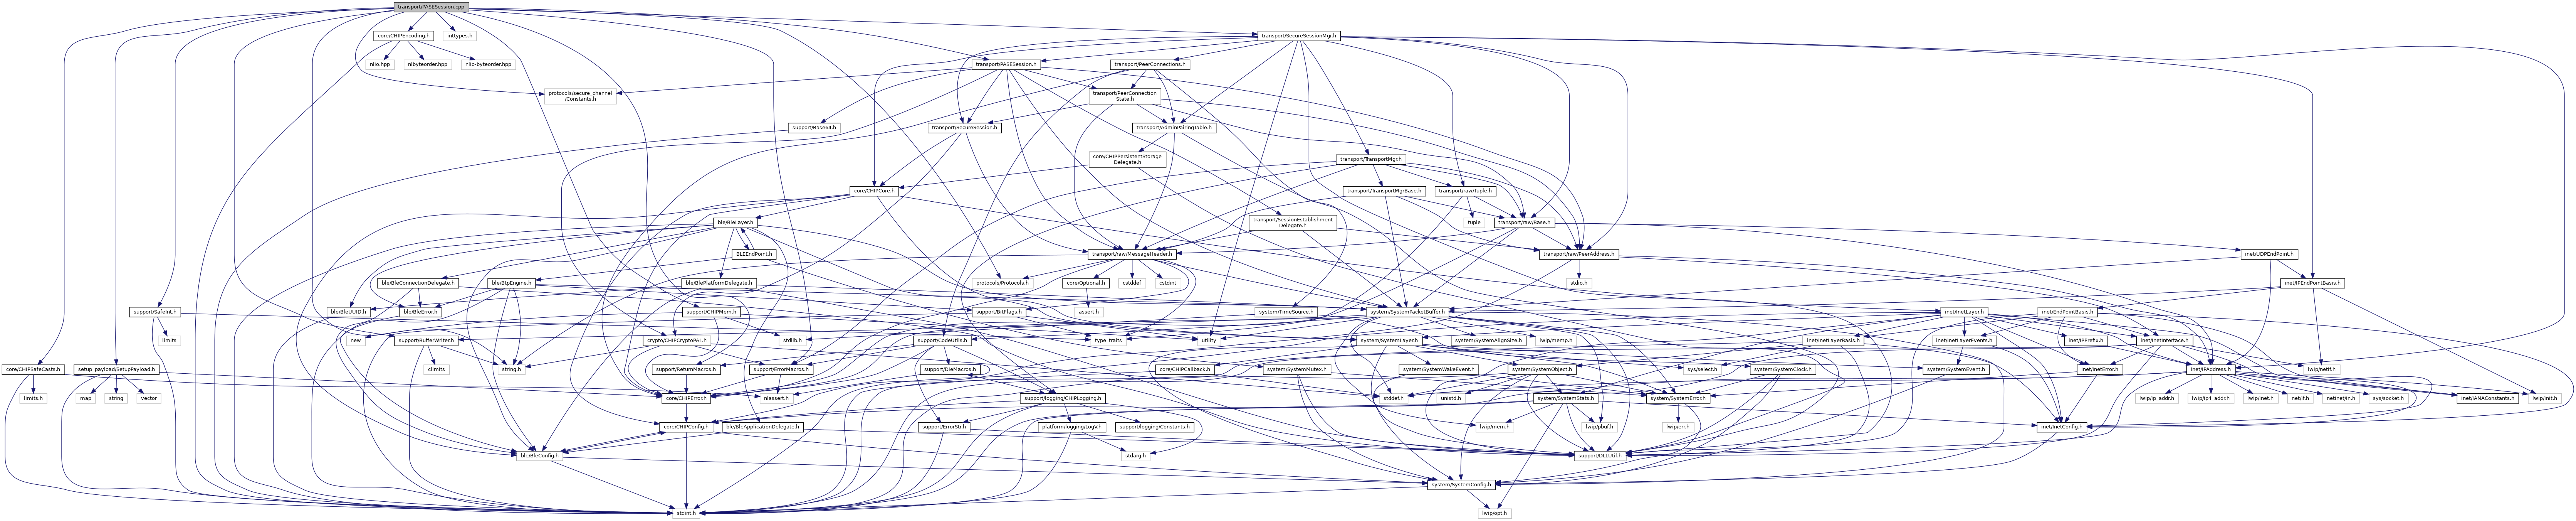 transport/PASESession.cpp
core/CHIPEncoding.h
inttypes.h
transport/SecureSessionMgr.h
nlio.hpp
nlbyteorder.hpp
nlio-byteorder.hpp
transport/PASESession.h
transport/PeerConnections.h
protocols/secure_channel
/Constants.h
transport/PeerConnection
State.h
support/Base64.h
transport/SecureSession.h
transport/AdminPairingTable.h
core/CHIPPersistentStorage
Delegate.h
transport/TransportMgr.h
core/CHIPCore.h
transport/TransportMgrBase.h
transport/raw/Tuple.h
ble/BleLayer.h
transport/SessionEstablishment
Delegate.h
tuple
transport/raw/Base.h
BLEEndPoint.h
transport/raw/MessageHeader.h
transport/raw/PeerAddress.h
inet/UDPEndPoint.h
ble/BleConnectionDelegate.h
ble/BtpEngine.h
ble/BlePlatformDelegate.h
protocols/Protocols.h
core/Optional.h
cstddef
cstdint
stdio.h
inet/IPEndPointBasis.h
support/SafeInt.h
ble/BleUUID.h
ble/BleError.h
support/CHIPMem.h
support/BitFlags.h
assert.h
system/TimeSource.h
system/SystemPacketBuffer.h
inet/InetLayer.h
inet/EndPointBasis.h
limits
new
support/BufferWriter.h
stdlib.h
crypto/CHIPCryptoPAL.h
support/CodeUtils.h
type_traits
utility
system/SystemLayer.h
system/SystemAlignSize.h
lwip/memp.h
inet/InetLayerBasis.h
inet/InetLayerEvents.h
inet/IPPrefix.h
inet/InetInterface.h
core/CHIPSafeCasts.h
setup_payload/SetupPayload.h
climits
string.h
support/ReturnMacros.h
support/ErrorMacros.h
support/DieMacros.h
core/CHIPCallback.h
system/SystemMutex.h
system/SystemWakeEvent.h
system/SystemObject.h
sys/select.h
system/SystemClock.h
system/SystemEvent.h
inet/InetError.h
inet/IPAddress.h
lwip/netif.h
limits.h
map
string
vector
core/CHIPError.h
nlassert.h
support/logging/CHIPLogging.h
stddef.h
unistd.h
system/SystemStats.h
system/SystemError.h
lwip/ip_addr.h
lwip/ip4_addr.h
lwip/inet.h
net/if.h
netinet/in.h
sys/socket.h
inet/IANAConstants.h
lwip/init.h
core/CHIPConfig.h
ble/BleApplicationDelegate.h
support/ErrorStr.h
platform/logging/LogV.h
support/logging/Constants.h
lwip/mem.h
lwip/pbuf.h
lwip/err.h
inet/InetConfig.h
ble/BleConfig.h
stdarg.h
support/DLLUtil.h
system/SystemConfig.h
stdint.h
lwip/opt.h